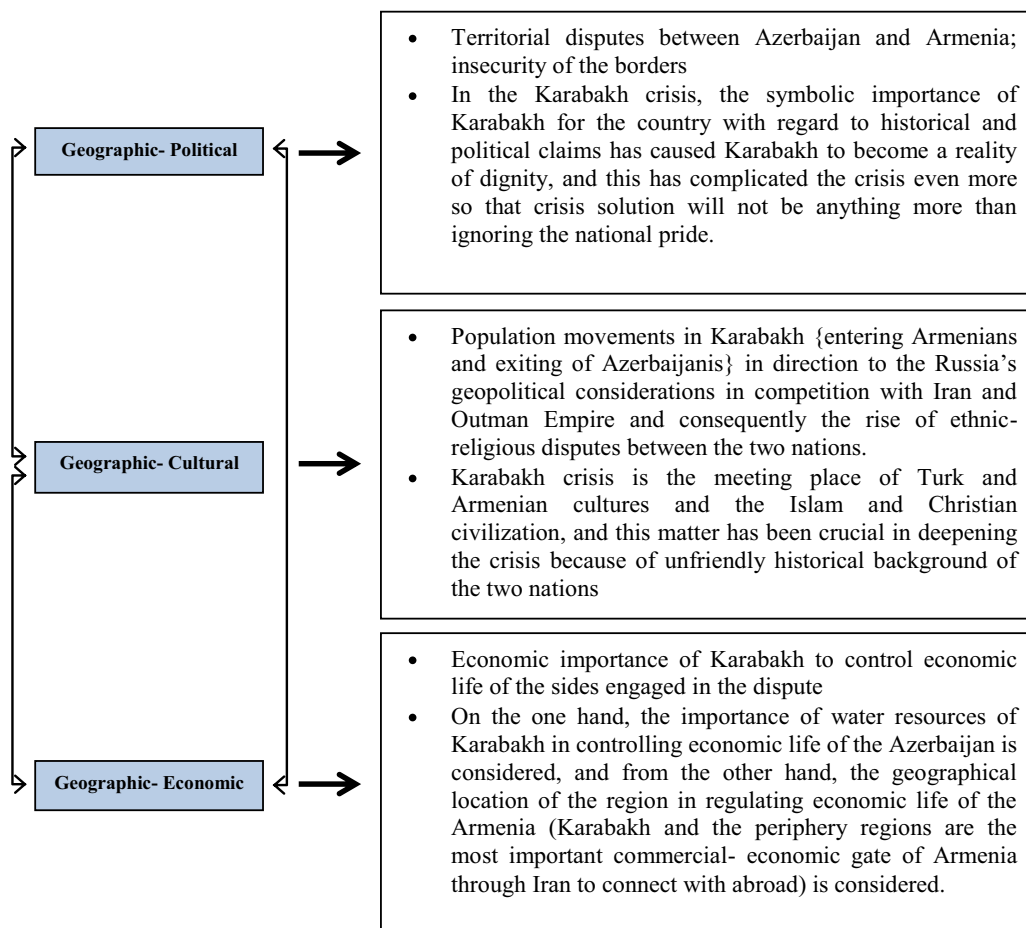 Geographic- Political
• Territorial disputes between Azerbaijan and Armenia;
insecurity of the borders
• In the Karabakh crisis, the symbolic importance of
Karabakh for the country with regard to historical and
political claims has caused Karabakh to become a reality
of dignity, and this has complicated the crisis even more
so that crisis solution will not be anything more than
ignoring the national pride.
Geographic- Cultural
• Population movements in Karabakh {entering Armenians
and exiting of Azerbaijanis} in direction to the Russia's
geopolitical considerations in competition with Iran and
Outman Empire and consequently the rise of ethnic-
religious disputes between the two nations.
• Karabakh crisis is the meeting place of Turk and
Armenian cultures and the Islam and Christian
civilization, and this matter has been crucial in deepening
the crisis because of unfriendly historical background of
the two nations
Geographic- Economic
• Economic importance of Karabakh to control economic
life of the sides engaged in the dispute
• On the one hand, the importance of water resources of
Karabakh in controlling economic life of the Azerbaijan is
considered, and from the other hand, the geographical
location of the region in regulating economic life of the
Armenia (Karabakh and the periphery regions are the
most important commercial- economic gate of Armenia
through Iran to connect with abroad) is considered.